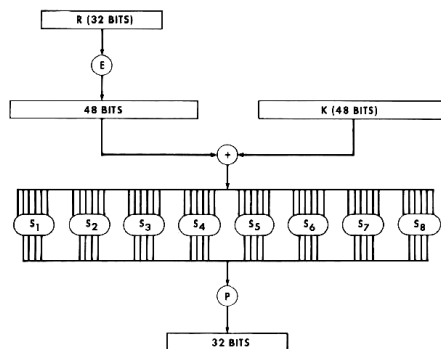 R (32 BITS)
E
48 BITS
K (48 BITS)
+
S1 S2 S3 S4 S5 S6 S7 S8
P
32 BITS